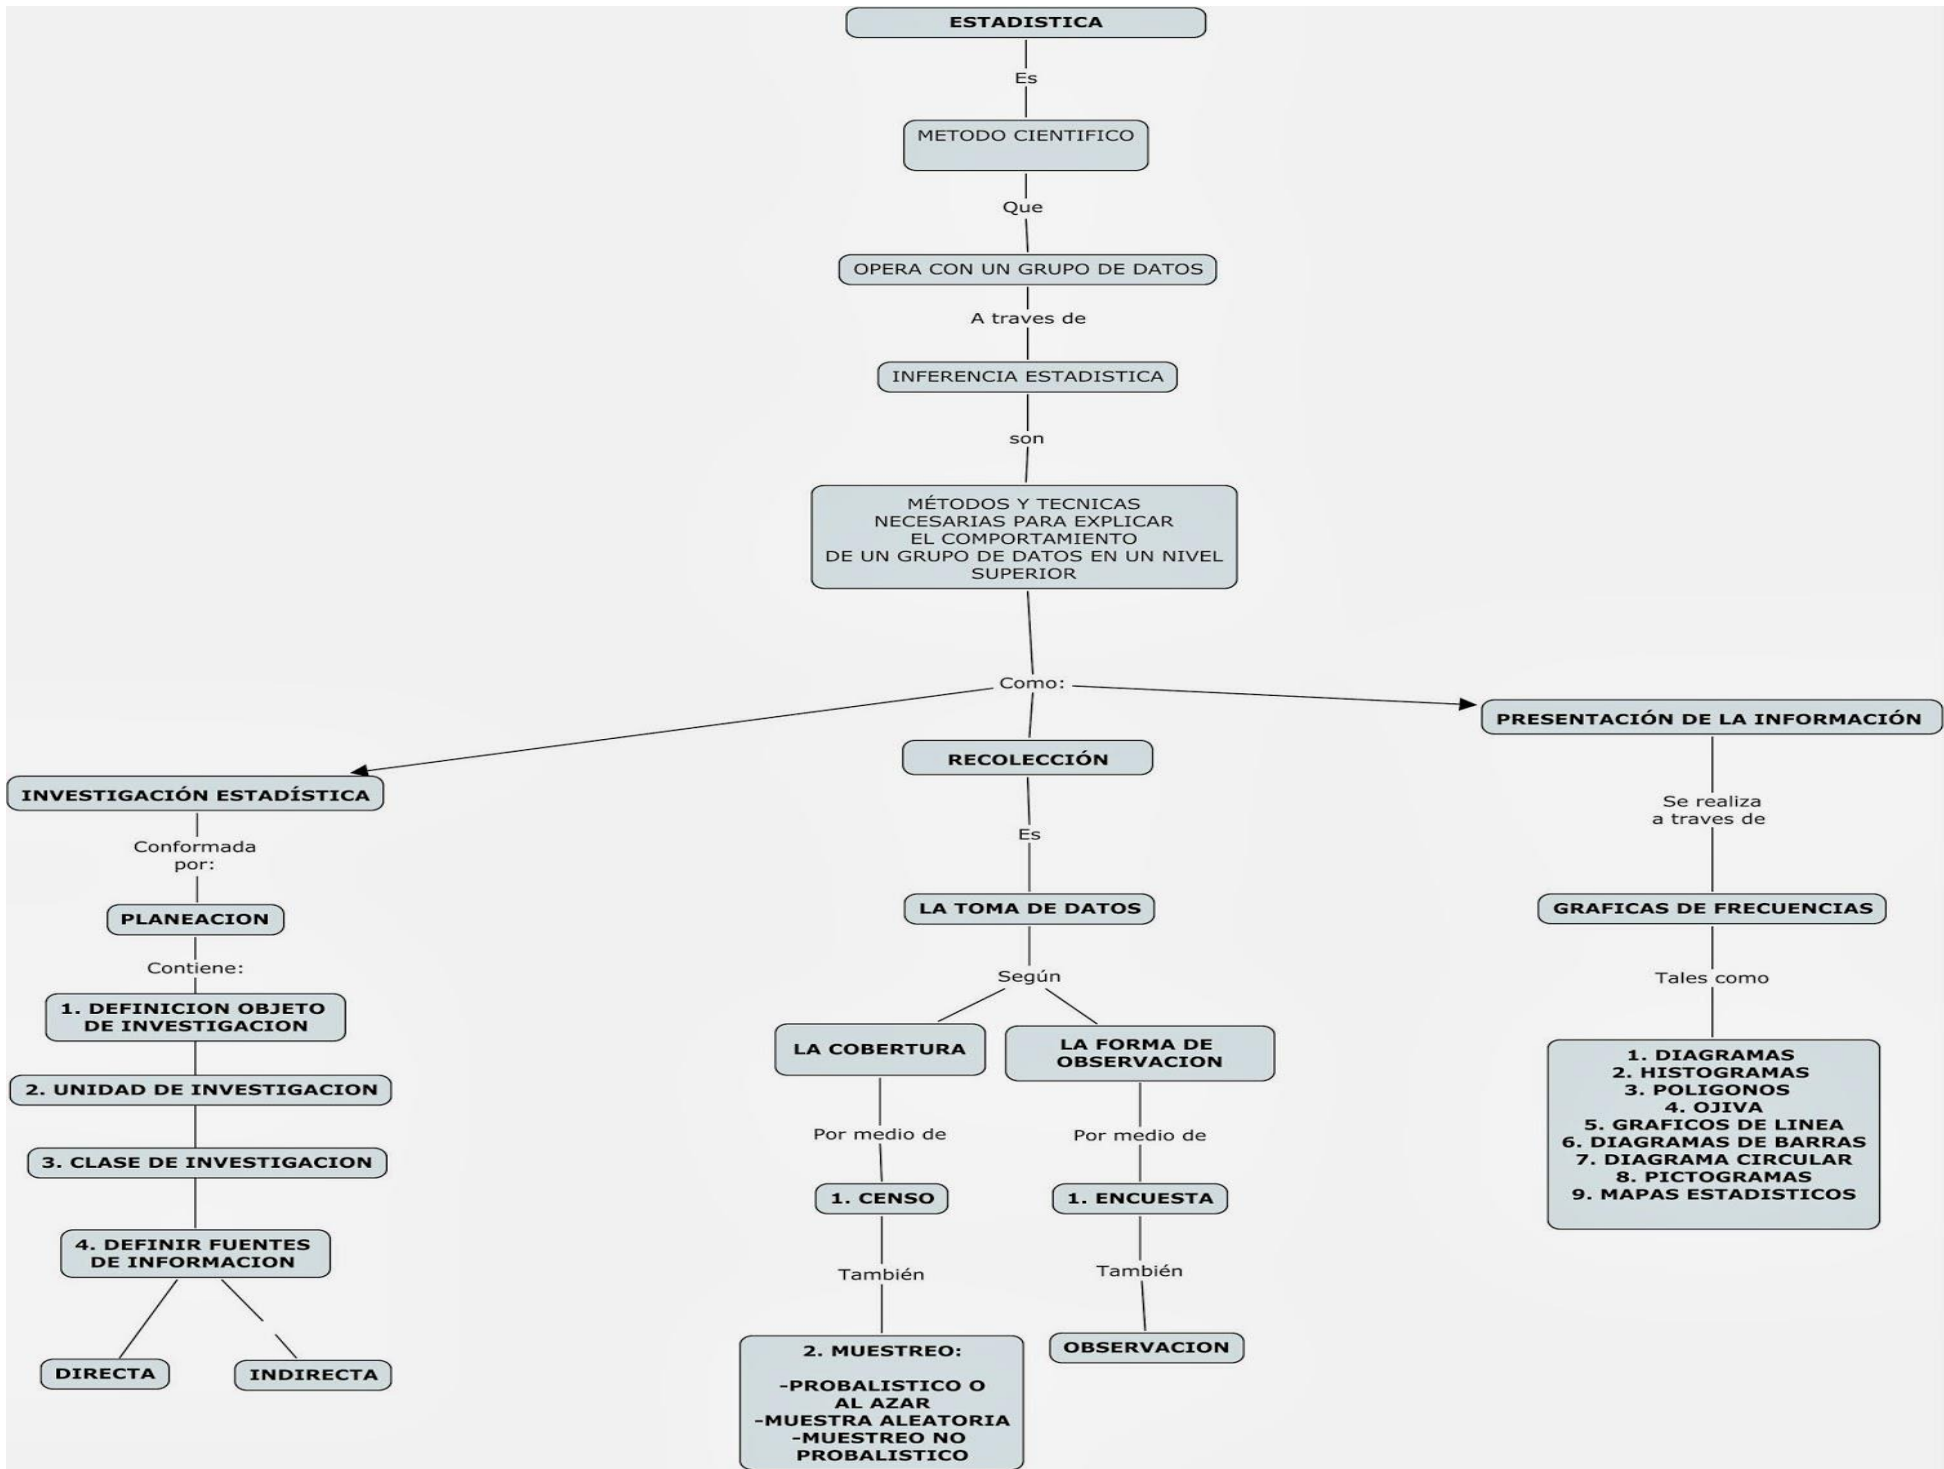 ESTADISTICA
Es
METODO CIENTIFICO
Que
OPERA CON UN GRUPO DE DATOS
A traves de
INFERENCIA ESTADISTICA
son
MÉTODOS Y TECNICAS
NECESARIAS PARA EXPLICAR
EL COMPORTAMIENTO
DE UN GRUPO DE DATOS EN UN NIVEL
SUPERIOR
Como:
INVESTIGACIÓN ESTADÍSTICA
Conformada
por:
PLANEACION
Contiene:
1. DEFINICION OBJETO
DE INVESTIGACION
2. UNIDAD DE INVESTIGACION
3. CLASE DE INVESTIGACION
4. DEFINIR FUENTES
DE INFORMACION
DIRECTA
INDIRECTA
RECOLECCIÓN
Es
LA TOMA DE DATOS
Según
LA COBERTURA
Por medio de
1. CENSO
También
2. MUESTREO:
-PROBALISTICO O
AL AZAR
-MUESTRA ALEATORIA
-MUESTREO NO
PROBALISTICO
LA FORMA DE
OBSERVACION
Por medio de
1. ENCUESTA
También
OBSERVACION
PRESENTACIÓN DE LA INFORMACIÓN
Se realiza
a traves de
GRAFICAS DE FRECUENCIAS
Tales como
1. DIAGRAMAS
2. HISTOGRAMAS
3. POLIGONOS
4. OJIVA
5. GRAFICOS DE LINEA
6. DIAGRAMAS DE BARRAS
7. DIAGRAMA CIRCULAR
8. PICTOGRAMAS
9. MAPAS ESTADISTICOS